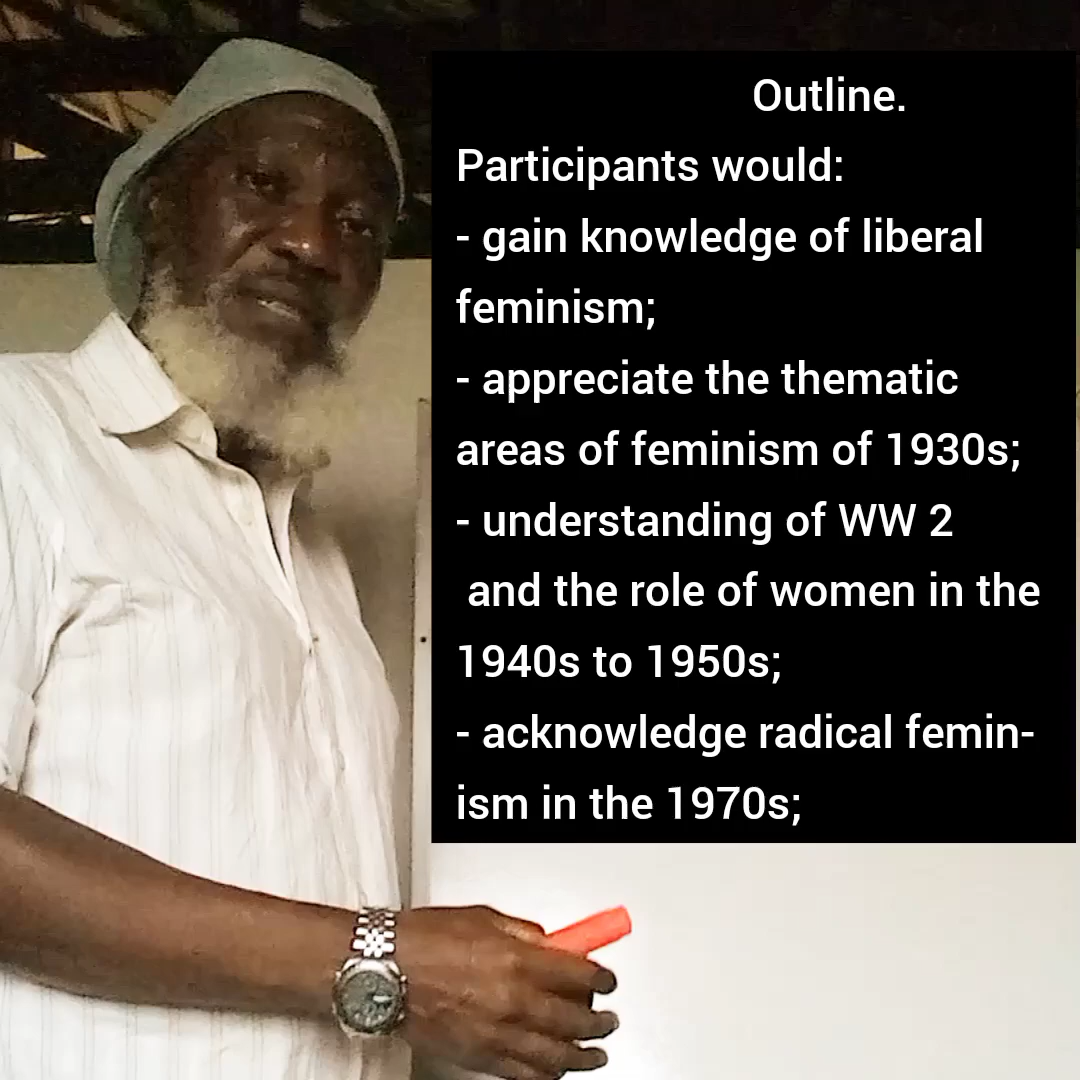 Outline.
Participants would:
- gain knowledge of liberal
feminism;
- appreciate the thematic
areas of feminism of 1930s;
- understanding of WW 2
and the role of women in the
1940s to 1950s;
- acknowledge radical femin-
ism in the 1970s;